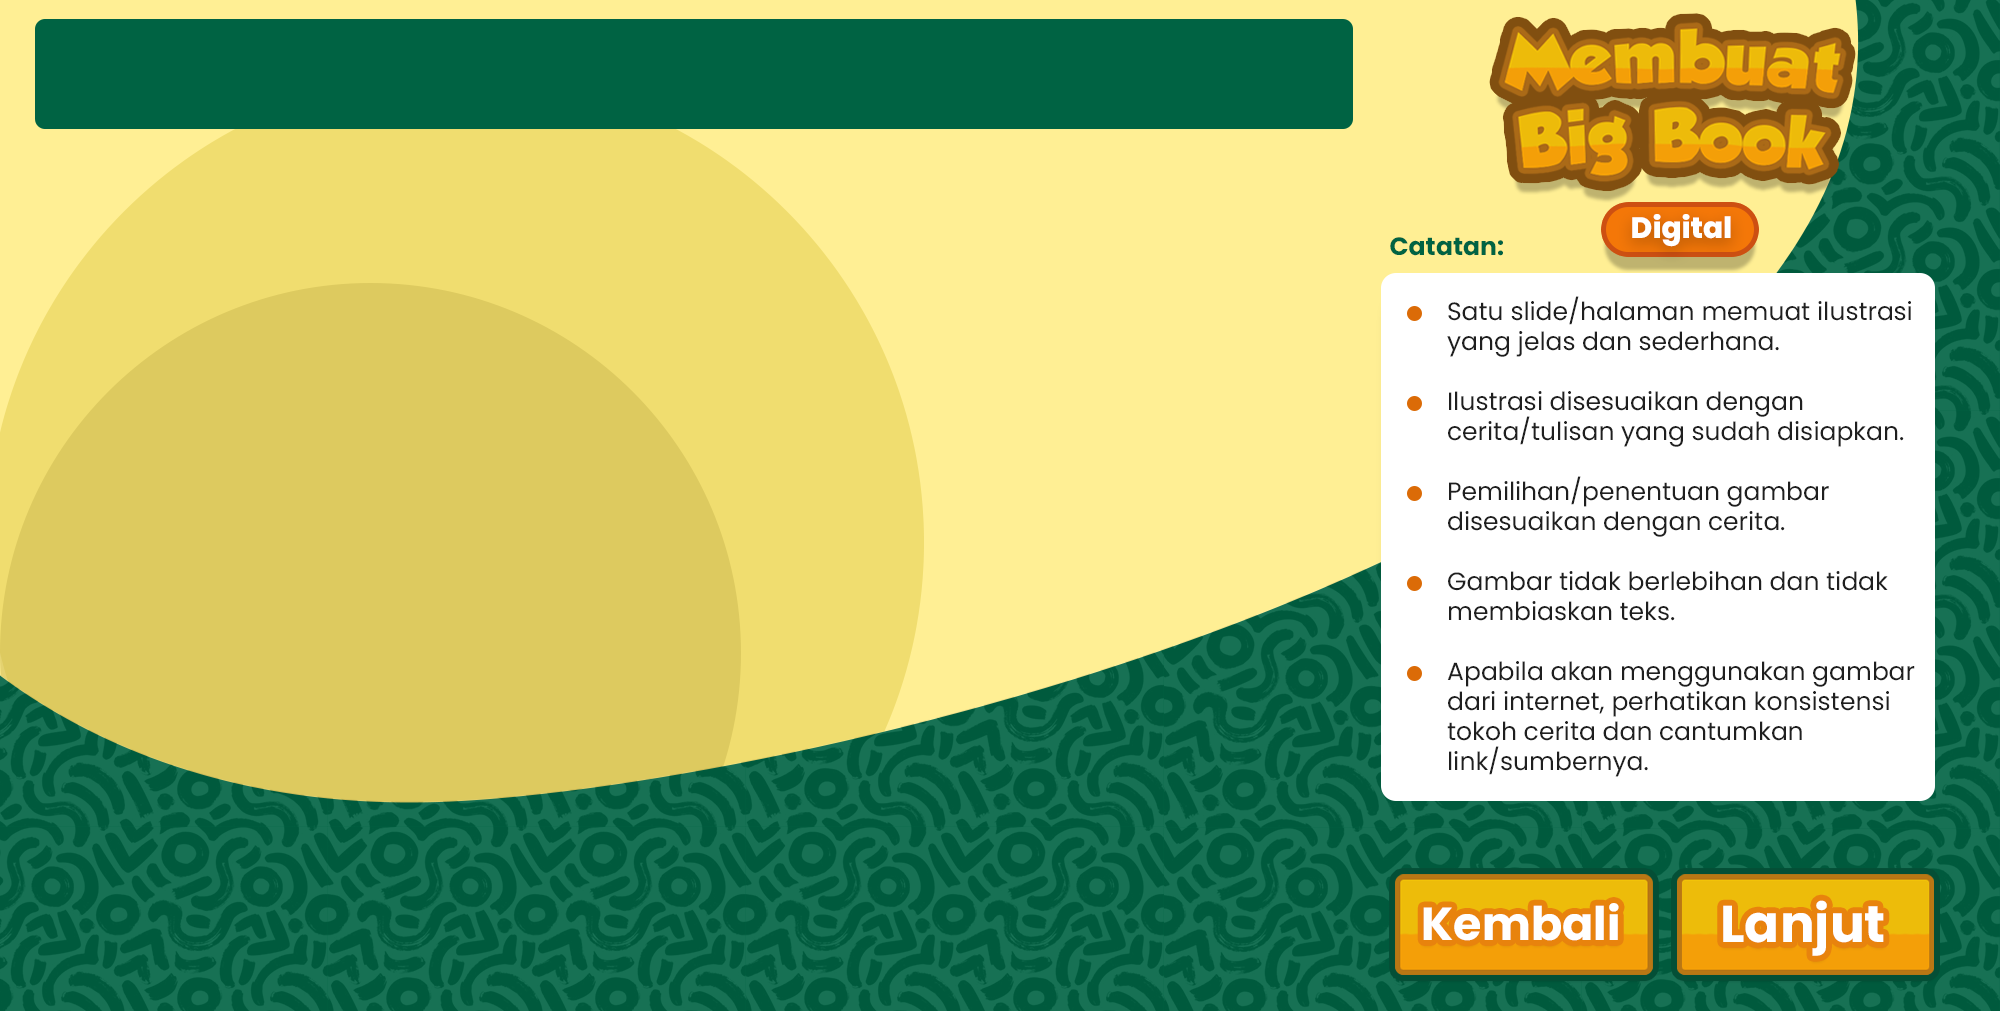 Membuat
Big Book
Digital
Catatan:
Satu slide/halaman memuat ilustrasi
yang jelas dan sederhana.
Ilustrasi disesuaikan dengan
cerita/tulisan yang sudah disiapkan.
Pemilihan/penentuan gambar
disesuaikan dengan cerita.
Gambar tidak berlebihan dan tidak
membiaskan teks.
Apabila akan menggunakan gambar
dari internet, perhatikan konsistensi
tokoh cerita dan cantumkan
link/sumbernya.
Kembali
Lanjut